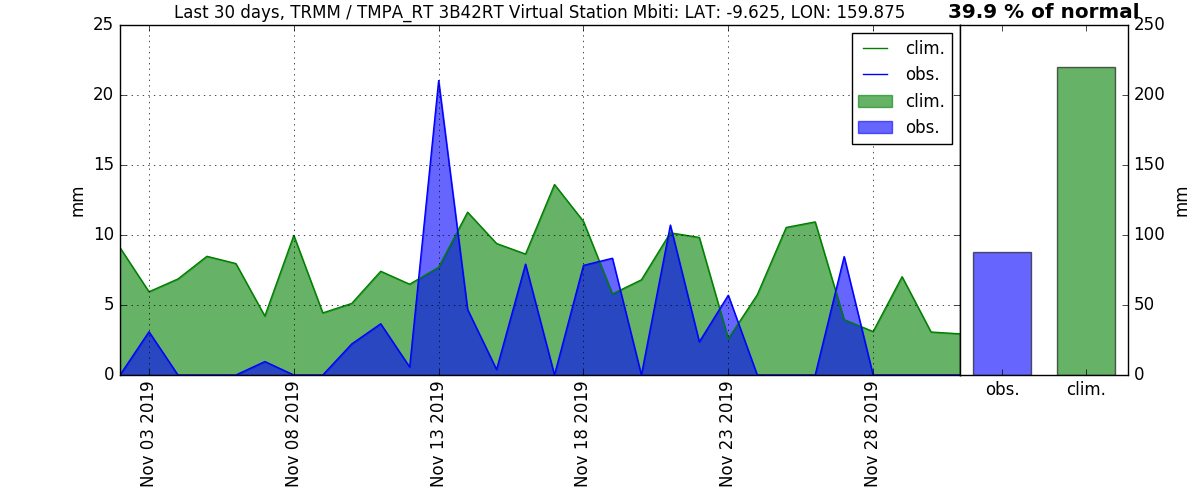 Last 30 days, TRMM / TMPA_RT 3B42RT Virtual Station Mbiti: LAT: -9.625, LON: 159.875
39.9 % of normal
25
20
15
10
5
0
mm
clim.
obs.
clim.
obs.
250
200
150
100
50
0
mm
Nov 03 2019
Nov 08 2019
Nov 13 2019
Nov 18 2019
Nov 23 2019
Nov 28 2019
obs.
clim.